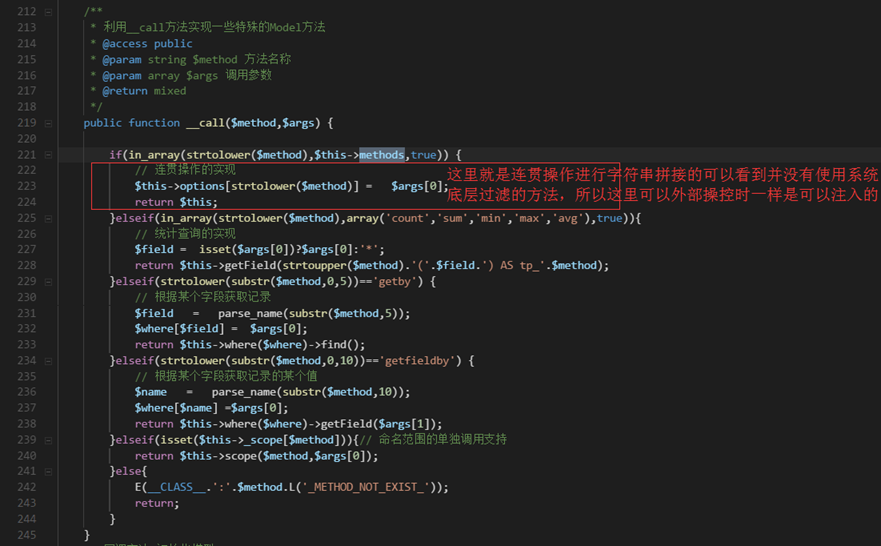 212 /**
213 * 利用__call方法实现一些特殊的Model方法
214 * @access public
215 * @param string $method 方法名称
216 * @param array $args 调用参数
217 * @return mixed
218 */
219 public function __call($method,$args) {
220
221 if(in_array(strtolower($method),$this->methods,true)) {
222 // 连贯操作的实现
这里就是连贯操作进行字符串拼接的可以看到并没有使用系统
223 $this->options[strtolower($method)] = $args[0];
底层过滤的方法，所以这里可以外部操控时一样是可以注入的
224 return $this;
225 }elseif(in_array(strtolower($method),array('count','sum','min','max','avg'),true)){
226 // 统计查询的实现
227 $field = isset($args[0])?$args[0]:'*';
228 return $this->getField(strtoupper($method).'('.$field.') AS tp_'.$method);
229 }elseif(strtolower(substr($method,0,5))=='getby') {
230 // 根据某个字段获取记录
231 $field = parse_name(substr($method,5));
232 $where[$field] = $args[0];
233 return $this->where($where)->find();
234 }elseif(strtolower(substr($method,0,10))=='getfieldby') {
235 // 根据某个字段获取记录的某个值
236 $name = parse_name(substr($method,10));
237 $where[$name] =$args[0];
238 return $this->where($where)->getField($args[1]);
239 }elseif(isset($this->_scope[$method])){// 命名范围的单独调用支持
240 return $this->scope($method,$args[0]);
241 }else{
242 E(__CLASS__.':'.$method.L('_METHOD_NOT_EXIST_'));
243 return;
244 }
245 }